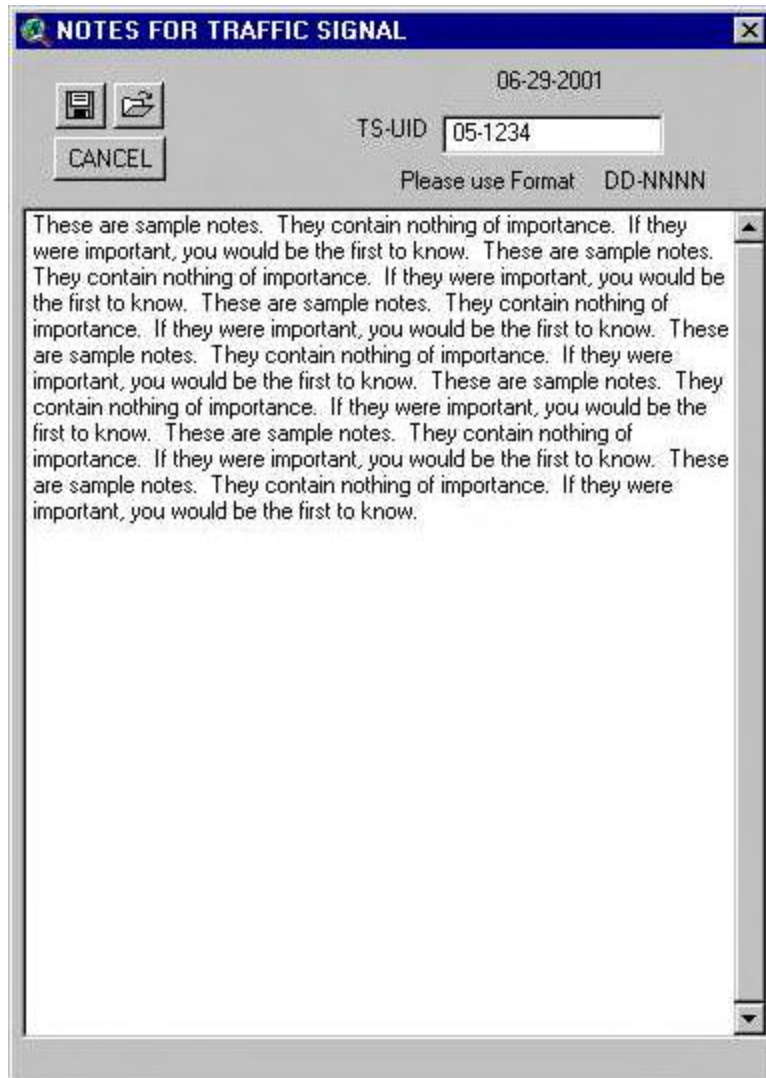 NOTES FOR TRAFFIC SIGNAL
06-29-2001
TS-UID 05-1234
CANCEL
Please use Format DD-NNNN
These are sample notes. They contain nothing of importance. If they
were important, you would be the first to know. These are sample notes.
They contain nothing of importance. If they were important, you would be
the first to know. These are sample notes. They contain nothing of
importance. If they were important, you would be the first to know. These
are sample notes. They contain nothing of importance. If they were
important, you would be the first to know. These are sample notes. They
contain nothing of importance. If they were important, you would be the
first to know. These are sample notes. They contain nothing of
importance. If they were important, you would be the first to know. These
are sample notes. They contain nothing of importance. If they were
important, you would be the first to know.